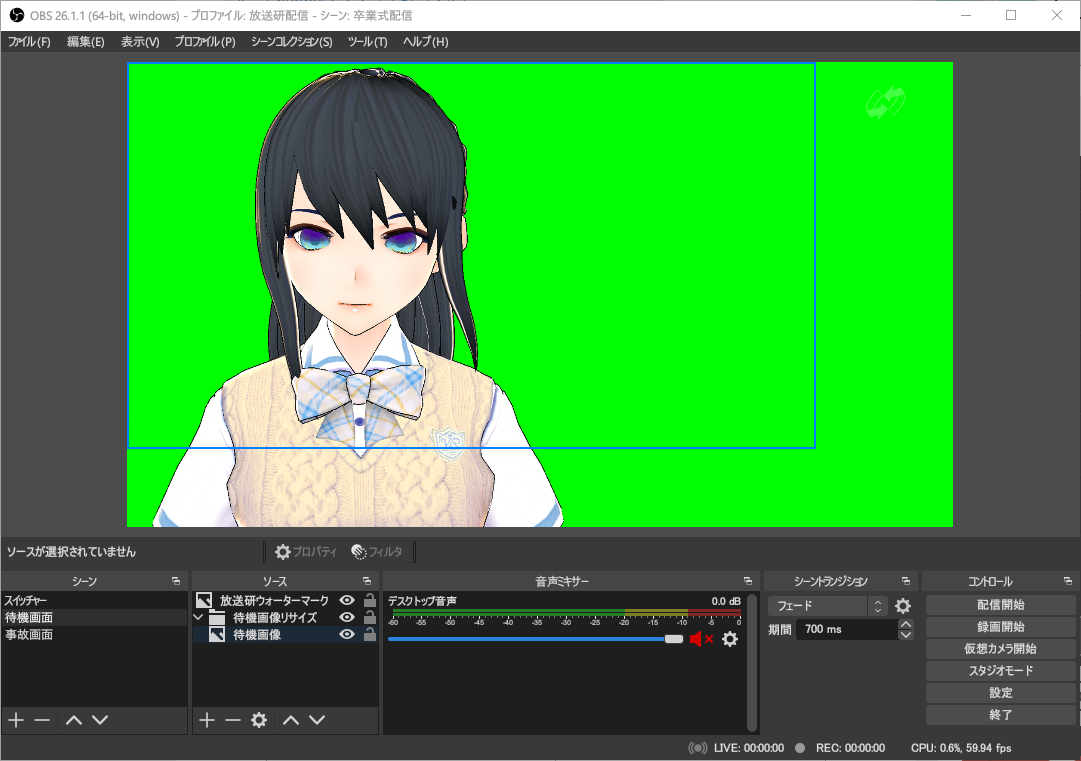 OBS 26.1.1 (64-bit, windows) - プロファイル: 放送研配信 - シーン: 卒業式配信
ファイル(F) 編集(E) 表示(V) プロファイル(P) シーンコレクション(S) ツール(T) ヘルプ(H)
ソースが選択されていません プロパティ フィルタ
シーン
スイッチャー
待機画面
事故画面
ソース
放送研ウォーターマーク
待機画像リサイズ
待機画像
音声ミキサー
デスクトップ音声 0.0 dB
-60 -55 -50 -45 -40 -35 -30 -25 -20 -15 -10 -5 0
シーントランジション
フェード
期間 700 ms
コントロール
配信開始
録画開始
仮想カメラ開始
スタジオモード
設定
終了
LIVE: 00:00:00 REC: 00:00:00 CPU: 0.6%, 59.94 fps